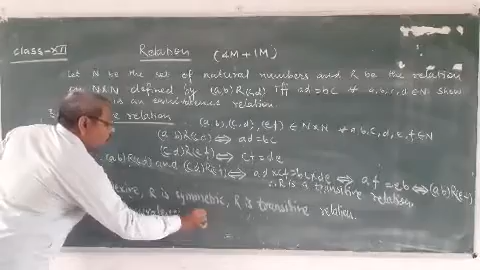 class-XI
Relation (4M + 1M)
Let N be the set of natural numbers and R be the relation
on N×N defined by (a,b)R(c,d) iff ad=bc ∀ a,b,c,d ∈ N. Show
is an equivalence relation.
relation (a,b),(c,d),(e,f) ∈ N×N ∀ a,b,c,d,e,f ∈ N
(a,b)R(c,d) ⇔ ad=bc
(c,d)R(e,f) ⇔ cf=de
(a,b)R(c,d) and (c,d)R(e,f) ⇔ ad×cf=bc×de ⇔ af=eb ⇔ (a,b)R(e,f)
∴ R is a transitive relation.
R is symmetric, R is transitive relation.